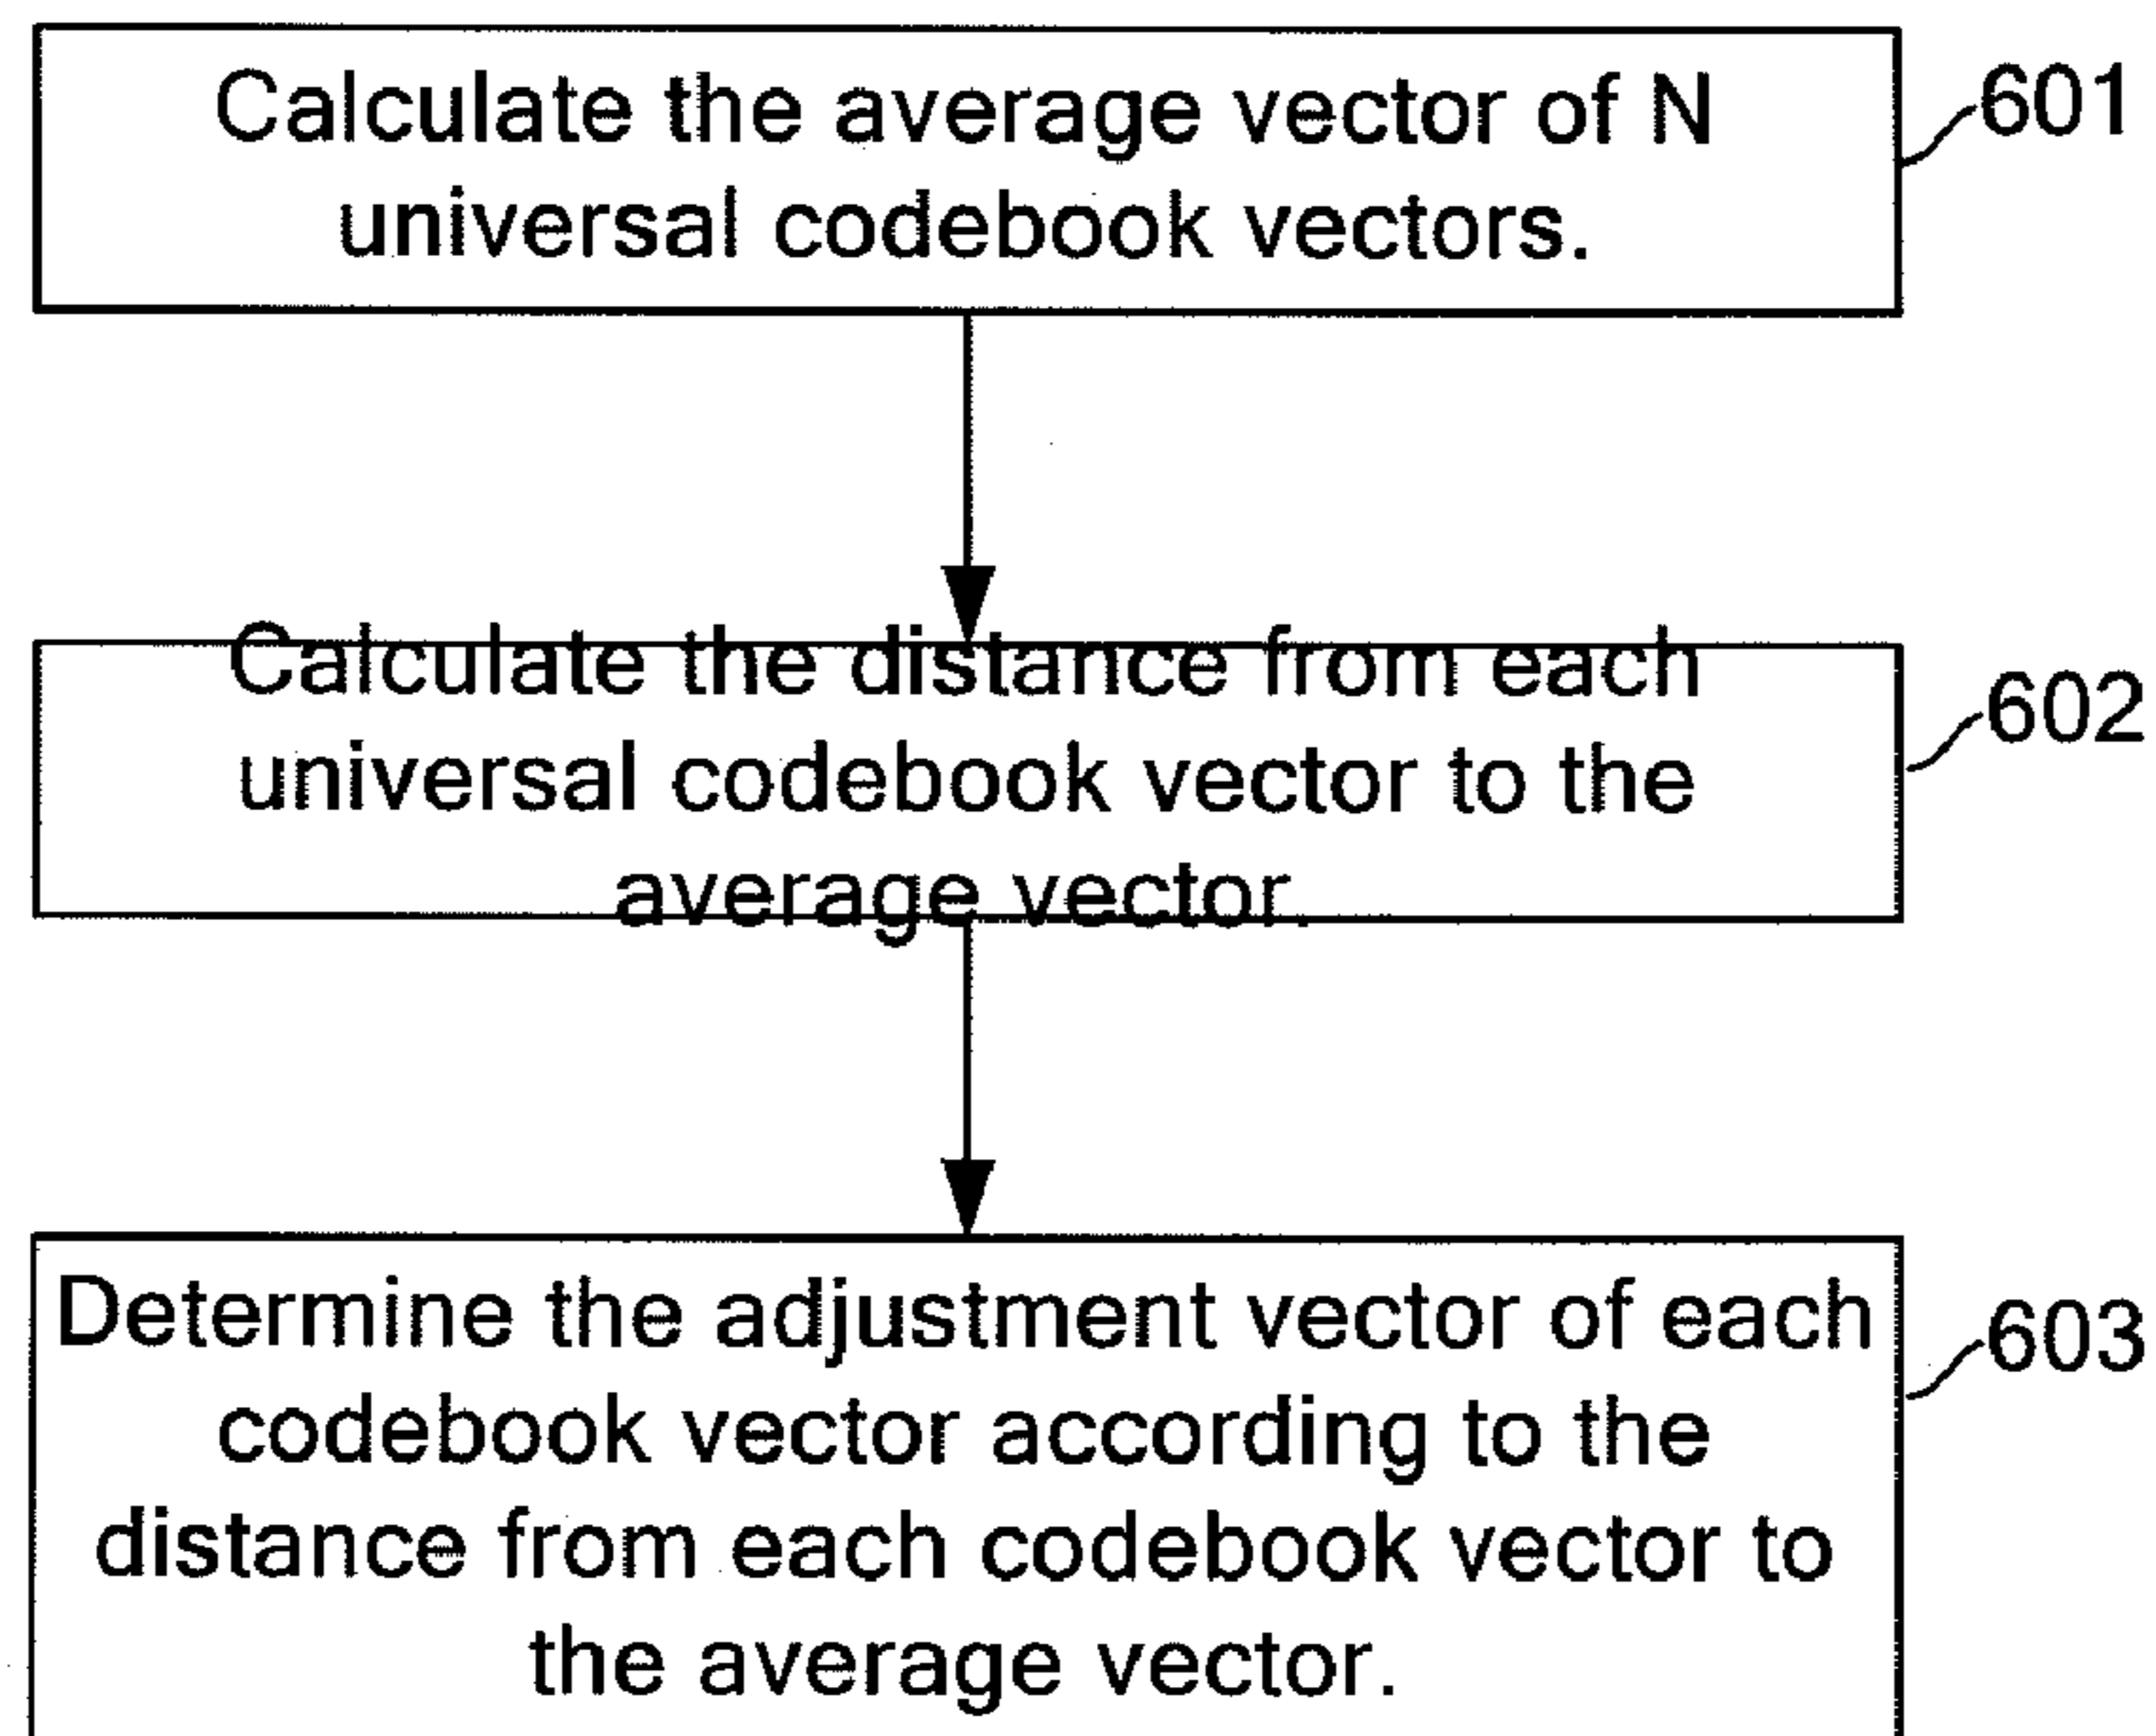 Calculate the average vector of N
universal codebook vectors.
601
Calculate the distance from each
universal codebook vector to the
average vector.
602
Determine the adjustment vector of each
codebook vector according to the
distance from each codebook vector to
the average vector.
603